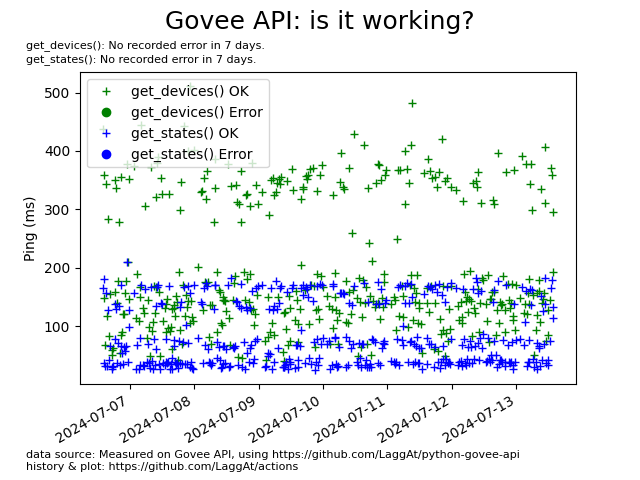 Govee API: is it working?
get_devices(): No recorded error in 7 days.
get_states(): No recorded error in 7 days.
get_devices() OK
get_devices() Error
get_states() OK
get_states() Error
Ping (ms)
500
400
300
200
100
2024-07-07
2024-07-08
2024-07-09
2024-07-10
2024-07-11
2024-07-12
2024-07-13
data source: Measured on Govee API, using https://github.com/LaggAt/python-govee-api
history & plot: https://github.com/LaggAt/actions